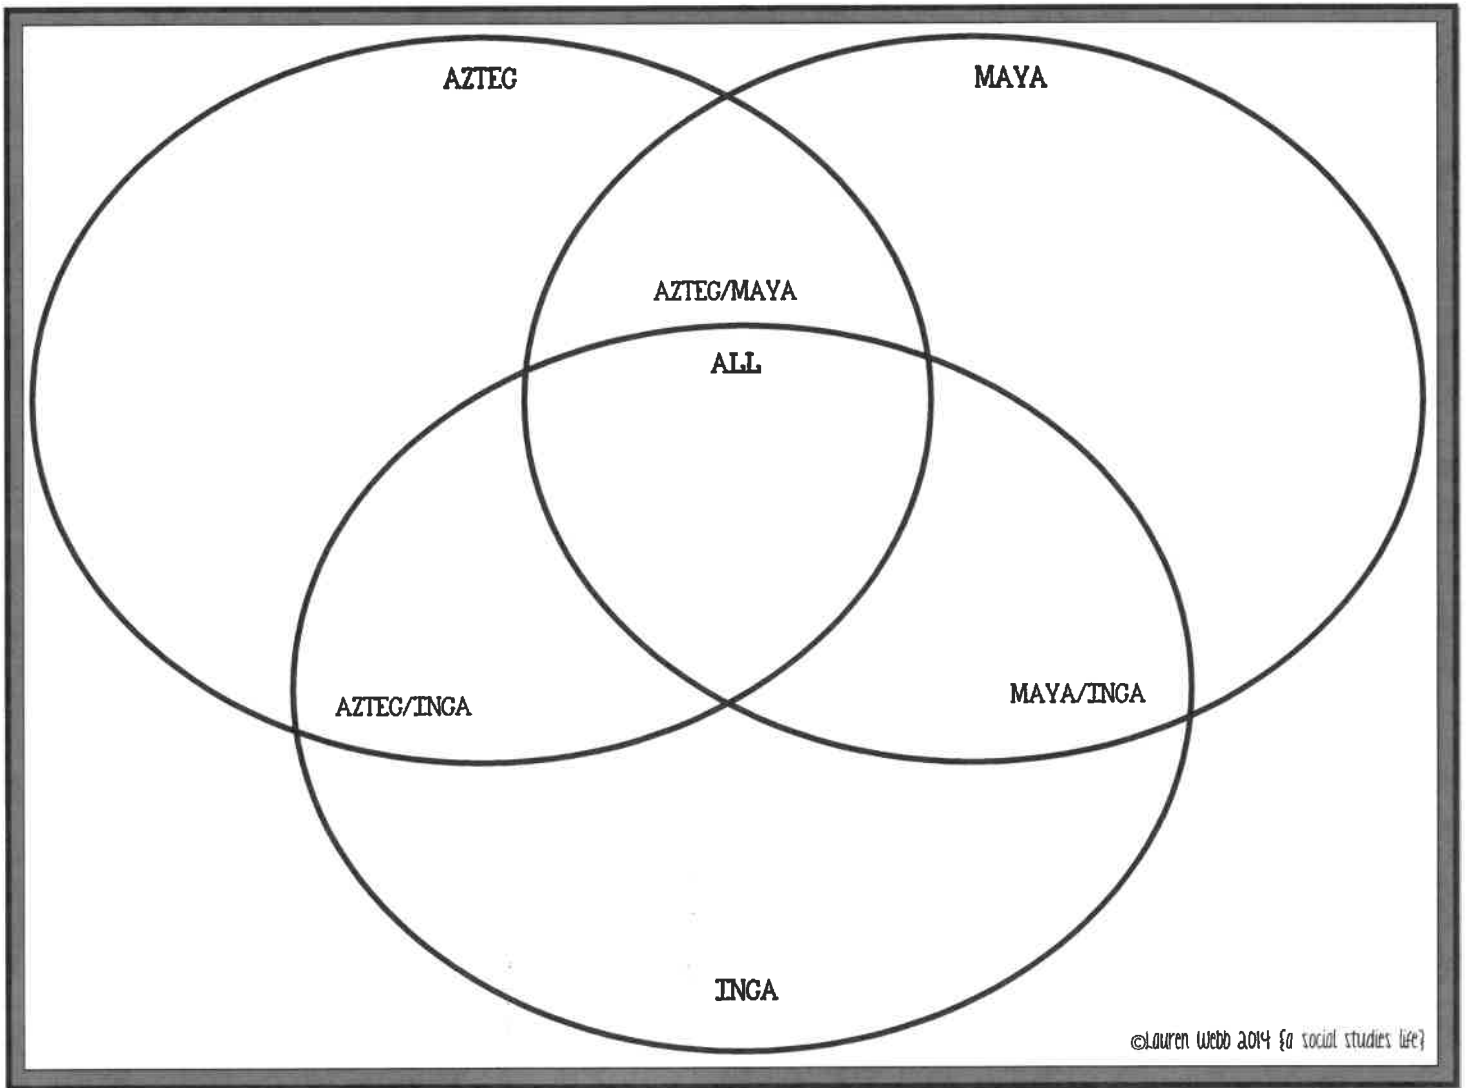 AZTEC
MAYA
AZTEC/MAYA
ALL
AZTEC/INCA
MAYA/INCA
INCA
©Lauren Webb 2014 {a social studies life}